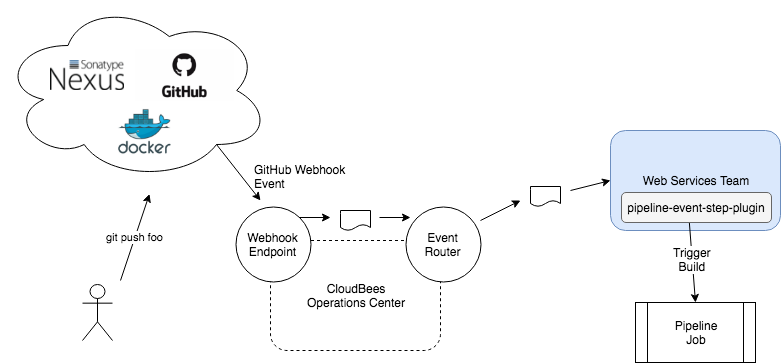 Sonatype
Nexus
GitHub
docker
GitHub Webhook
Event
git push foo
Webhook
Endpoint
Event
Router
CloudBees
Operations Center
Web Services Team
pipeline-event-step-plugin
Trigger
Build
Pipeline
Job